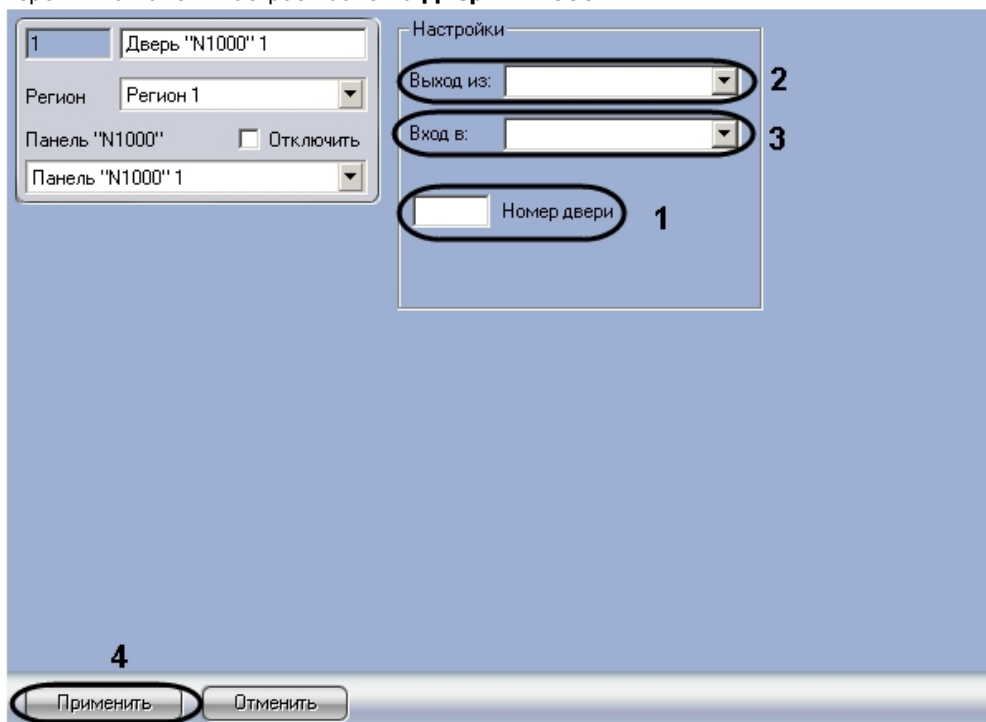 1
Дверь "N1000" 1
Регион
Регион 1
Панель "N1000"
Отключить
Панель "N1000" 1
Настройки
Выход из:
2
Вход в:
3
Номер двери
1
4
Применить
Отменить